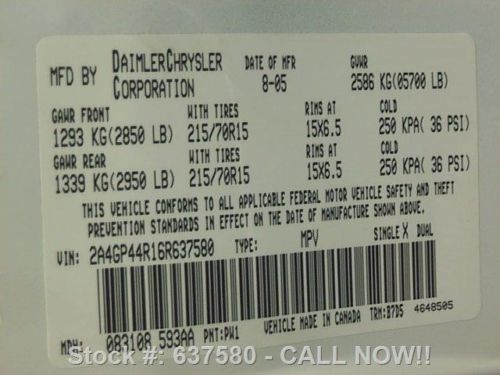 MFD BY DAIMLERCHRYSLER CORPORATION DATE OF MFR 8-05 GVWR 2586 KG(05700 LB)
GAWR FRONT WITH TIRES RIMS AT COLD
1293 KG(2850 LB) 215/70R15 15X6.5 250 KPA( 36 PSI)
GAWR REAR WITH TIRES RIMS AT COLD
1339 KG(2950 LB) 215/70R15 15X6.5 250 KPA( 36 PSI)
THIS VEHICLE CONFORMS TO ALL APPLICABLE FEDERAL MOTOR VEHICLE SAFETY AND THEFT
PREVENTION STANDARDS IN EFFECT ON THE DATE OF MANUFACTURE SHOWN ABOVE.
VIN: 2A4GP44R16R637580 TYPE: MPV SINGLE X DUAL
MDH: 083108 593AA PNT:PW1 VEHICLE MADE IN CANADA TRM:B7D5 4648505
Stock #: 637580 - CALL NOW!!